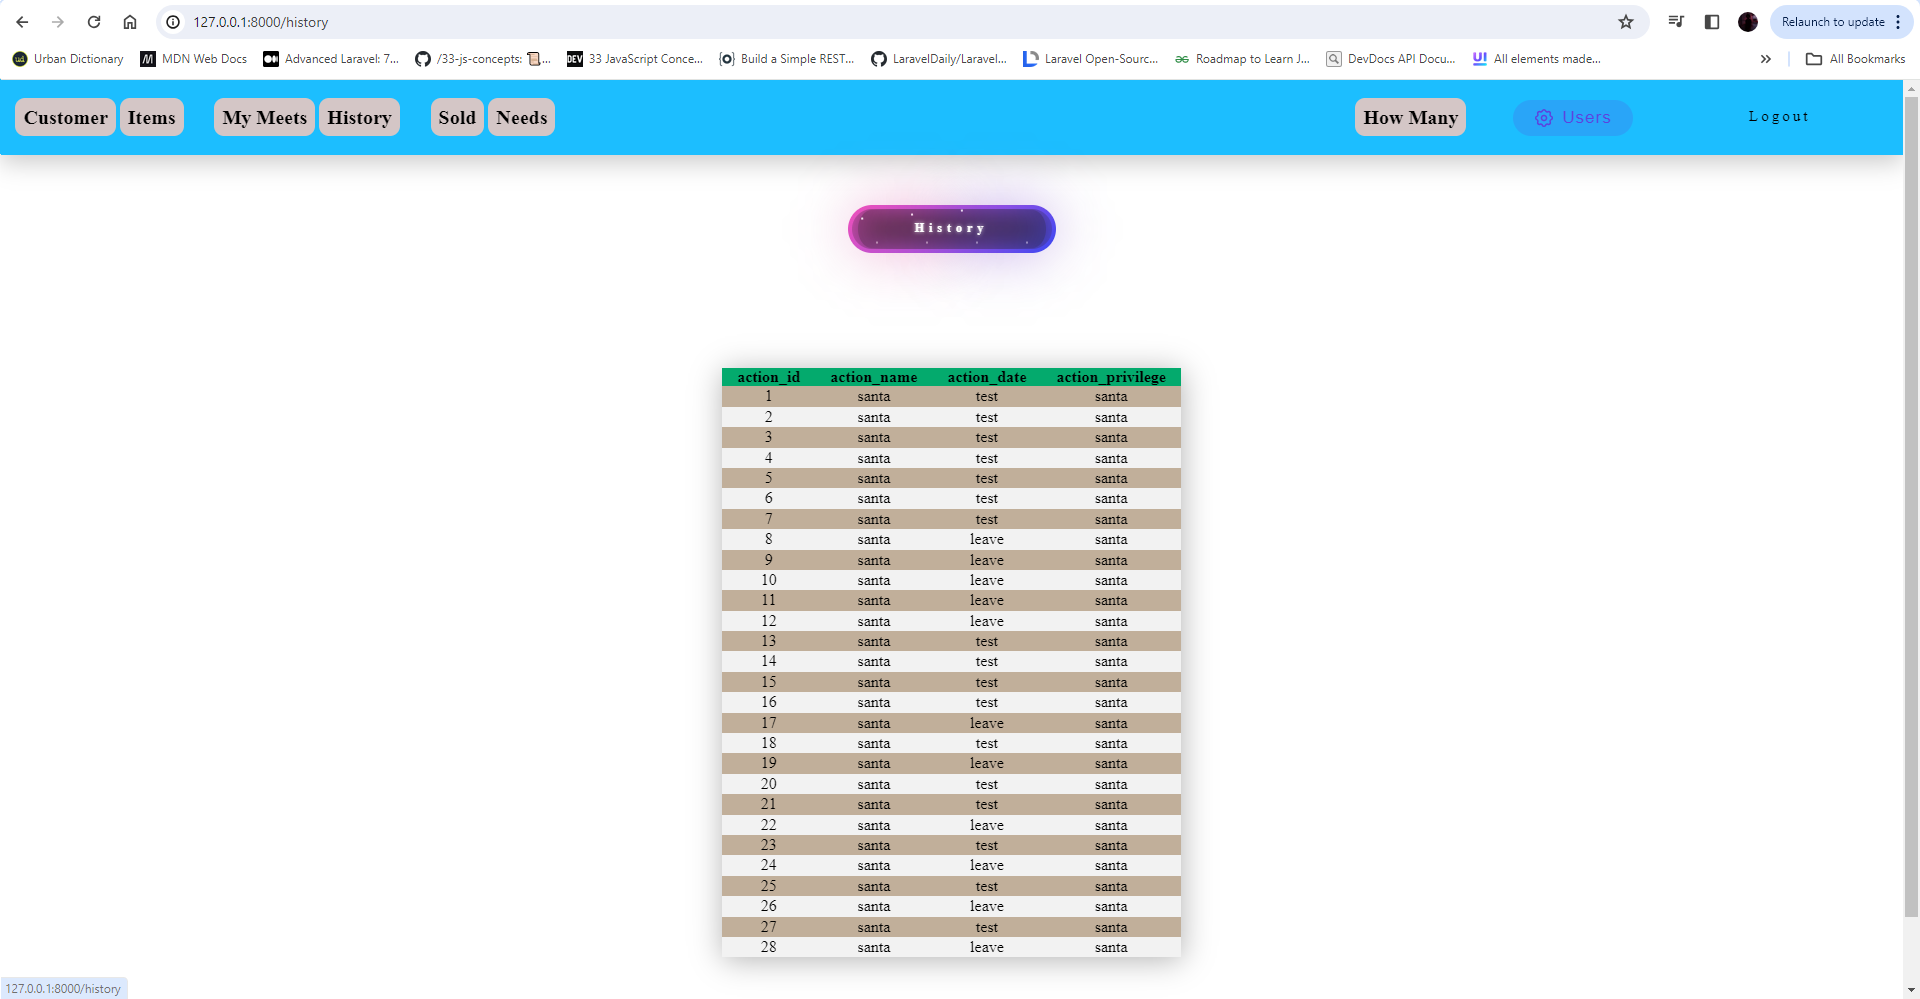 127.0.0.1:8000/history
Relaunch to update
Urban Dictionary MDN Web Docs Advanced Laravel: 7... /33-js-concepts: 📜... 33 JavaScript Conce... Build a Simple REST... LaravelDaily/Laravel... Laravel Open-Sourc... Roadmap to Learn J... DevDocs API Docu... All elements made... » All Bookmarks
Customer Items My Meets History Sold Needs How Many Users Logout
History
action_id action_name action_date action_privilege
1 santa test santa
2 santa test santa
3 santa test santa
4 santa test santa
5 santa test santa
6 santa test santa
7 santa test santa
8 santa leave santa
9 santa leave santa
10 santa leave santa
11 santa leave santa
12 santa leave santa
13 santa test santa
14 santa test santa
15 santa test santa
16 santa test santa
17 santa leave santa
18 santa test santa
19 santa leave santa
20 santa test santa
21 santa test santa
22 santa leave santa
23 santa test santa
24 santa leave santa
25 santa test santa
26 santa leave santa
27 santa test santa
28 santa leave santa
127.0.0.1:8000/history